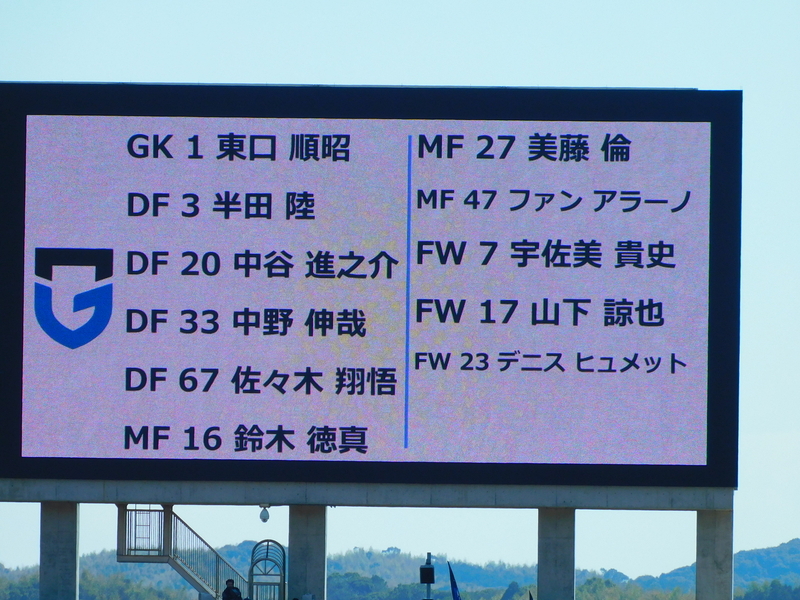 GK 1 東口 順昭
DF 3 半田 陸
DF 20 中谷 進之介
DF 33 中野 伸哉
DF 67 佐々木 翔悟
MF 16 鈴木 徳真
MF 27 美藤 倫
MF 47 ファン アラーノ
FW 7 宇佐美 貴史
FW 17 山下 諒也
FW 23 デニス ヒュメット